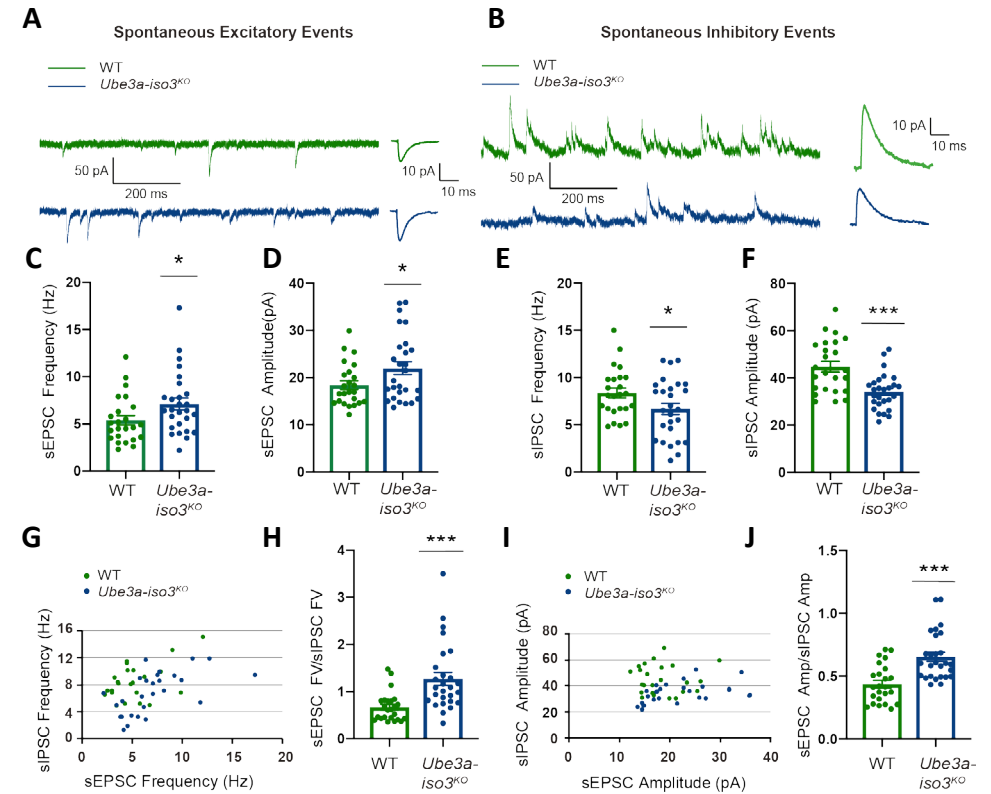 A
Spontaneous Excitatory Events
WT
Ube3a-iso3KO
50 pA
200 ms
10 pA
10 ms
B
Spontaneous Inhibitory Events
WT
Ube3a-iso3KO
50 pA
200 ms
10 pA
10 ms
C
sEPSC Frequency (Hz)
20
15
10
5
0
*
WT
Ube3a-
iso3KO
D
sEPSC Amplitude(pA)
40
30
20
10
0
*
WT
Ube3a-
iso3KO
E
sIPSC Frequency (Hz)
20
15
10
5
0
*
WT
Ube3a-
iso3KO
F
sIPSC Amplitude (pA)
80
60
40
20
0
***
WT
Ube3a-
iso3KO
G
WT
Ube3a-iso3KO
sIPSC Frequency (Hz)
16
12
8
4
0
0 5 10 15 20
sEPSC Frequency (Hz)
H
sEPSC FV/sIPSC FV
4
3
2
1
0
***
WT
Ube3a-
iso3KO
I
WT
Ube3a-iso3KO
sIPSC Amplitude (pA)
80
60
40
20
0
0 10 20 30 40
sEPSC Amplitude (pA)
J
sEPSC Amp/sIPSC Amp
1.5
1.0
0.5
0.0
***
WT
Ube3a-
iso3KO